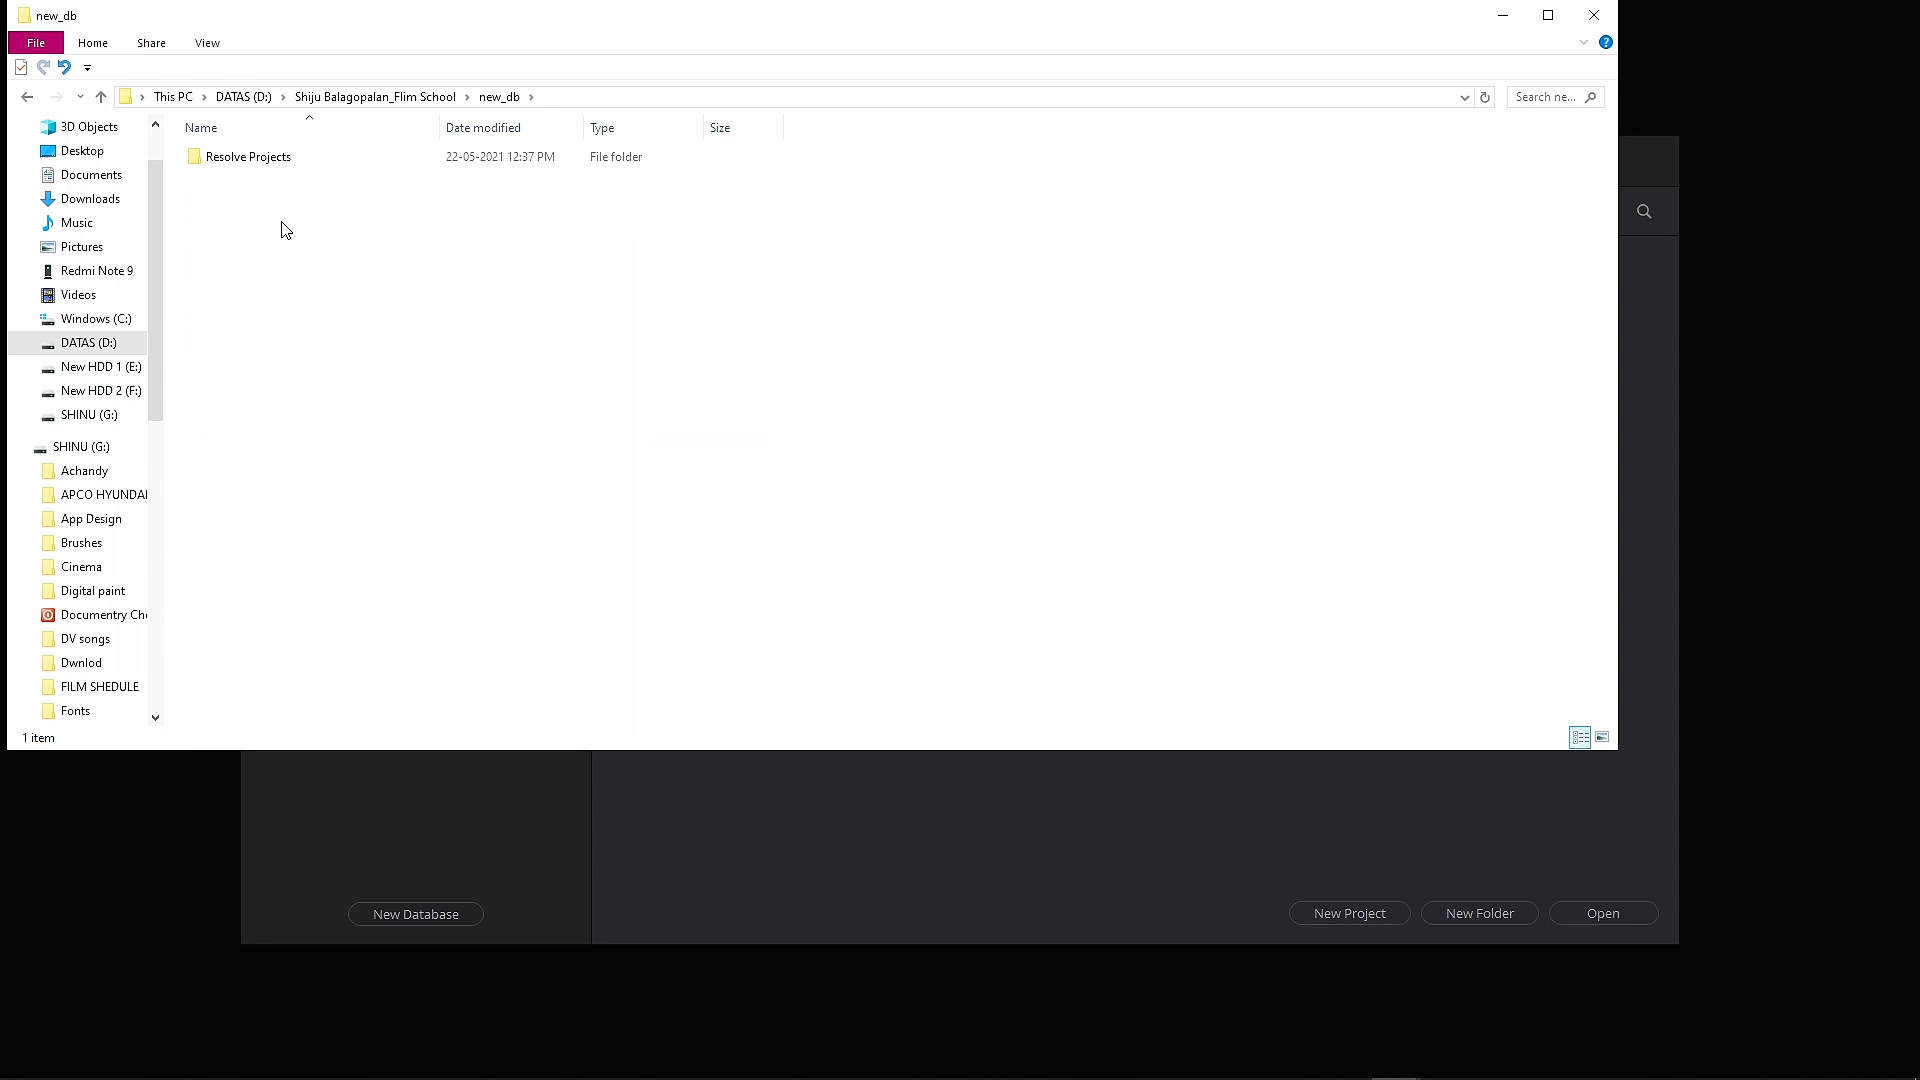 new_db
File Home Share View
This PC DATAS (D:) Shiju Balagopalan_Flim School new_db Search ne...
Name Date modified Type Size
Resolve Projects 22-05-2021 12:37 PM File folder
3D Objects
Desktop
Documents
Downloads
Music
Pictures
Redmi Note 9
Videos
Windows (C:)
DATAS (D:)
New HDD 1 (E:)
New HDD 2 (F:)
SHINU (G:)
SHINU (G:)
Achandy
APCO HYUNDAI
App Design
Brushes
Cinema
Digital paint
Documentry Che
DV songs
Dwnlod
FILM SHEDULE
Fonts
1 item
New Database New Project New Folder Open